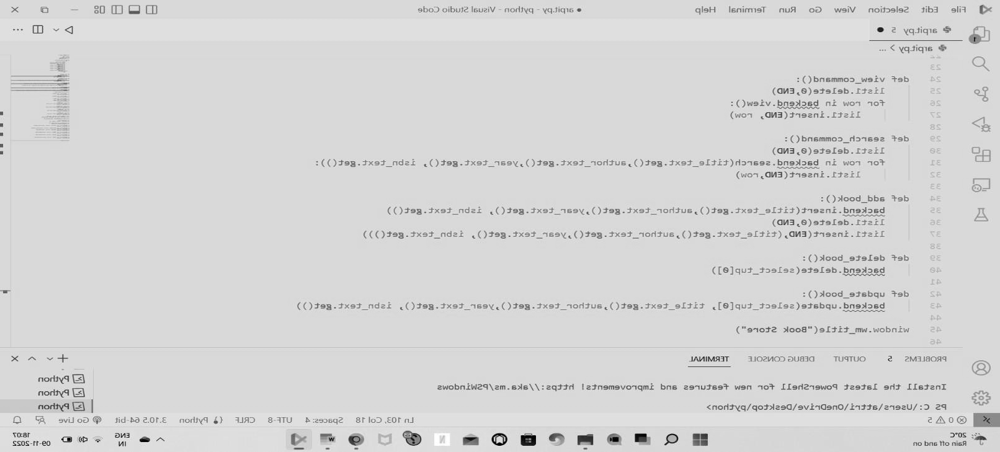 File Edit Selection View Go Run Terminal Help
● arpit.py - python - Visual Studio Code
arpit.py 5 ●
1
arpit.py > ...
22
23
24 def view_command():
25 list1.delete(0,END)
26 for row in backend.view():
27 list1.insert(END, row)
28
29 def search_command():
30 list1.delete(0,END)
31 for row in backend.search(title_text.get(),author_text.get(),year_text.get(), isbn_text.get()):
32 list1.insert(END,row)
33
34 def add_book():
35 backend.insert(title_text.get(),author_text.get(),year_text.get(), isbn_text.get())
36 list1.delete(0,END)
37 list1.insert(END,(title_text.get(),author_text.get(),year_text.get(), isbn_text.get()))
38
39 def delete_book():
40 backend.delete(select_tup[0])
41
42 def update_book():
43 backend.update(select_tup[0], title_text.get(),author_text.get(),year_text.get(), isbn_text.get())
44
45 window.wm_title("Book Store")
46
PROBLEMS 5 OUTPUT DEBUG CONSOLE TERMINAL
Install the latest PowerShell for new features and improvements! https://aka.ms/PSWindows
PS C:\Users\attri\OneDrive\Desktop\python>
Python
Python
Python
0 5 Ln 103, Col 18 Spaces: 4 UTF-8 CRLF Python 3.10.5 64-bit Go Live
20°C
Rain off and on
W
N
ENG
IN
18:07
09-11-2022